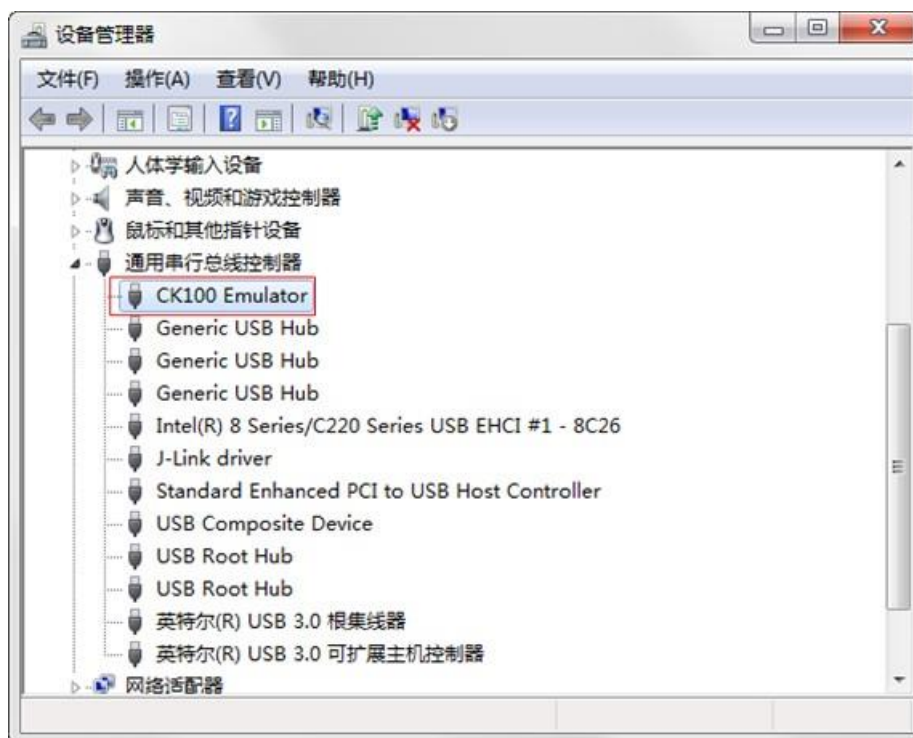 设备管理器
文件(F) 操作(A) 查看(V) 帮助(H)
人体学输入设备
声音、视频和游戏控制器
鼠标和其他指针设备
通用串行总线控制器
CK100 Emulator
Generic USB Hub
Generic USB Hub
Generic USB Hub
Intel(R) 8 Series/C220 Series USB EHCI #1 - 8C26
J-Link driver
Standard Enhanced PCI to USB Host Controller
USB Composite Device
USB Root Hub
USB Root Hub
英特尔(R) USB 3.0 根集线器
英特尔(R) USB 3.0 可扩展主机控制器
网络适配器